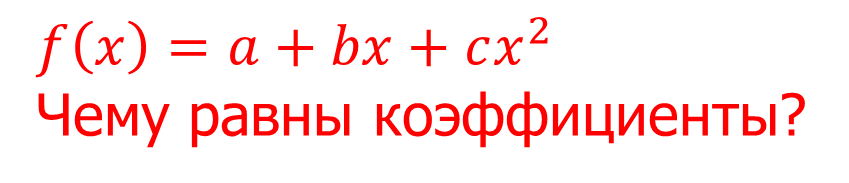 f(x) = a + bx + cx²
Чему равны коэффициенты?